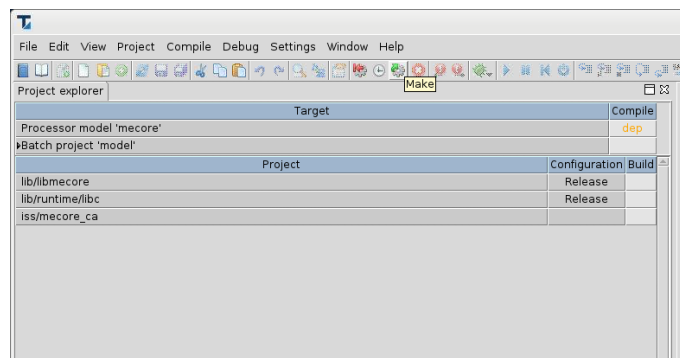 File Edit View Project Compile Debug Settings Window Help
Make
Project explorer
Target Compile
Processor model 'mecore' dep
Batch project 'model'
Project Configuration Build
lib/libmecore Release
lib/runtime/libc Release
iss/mecore_ca